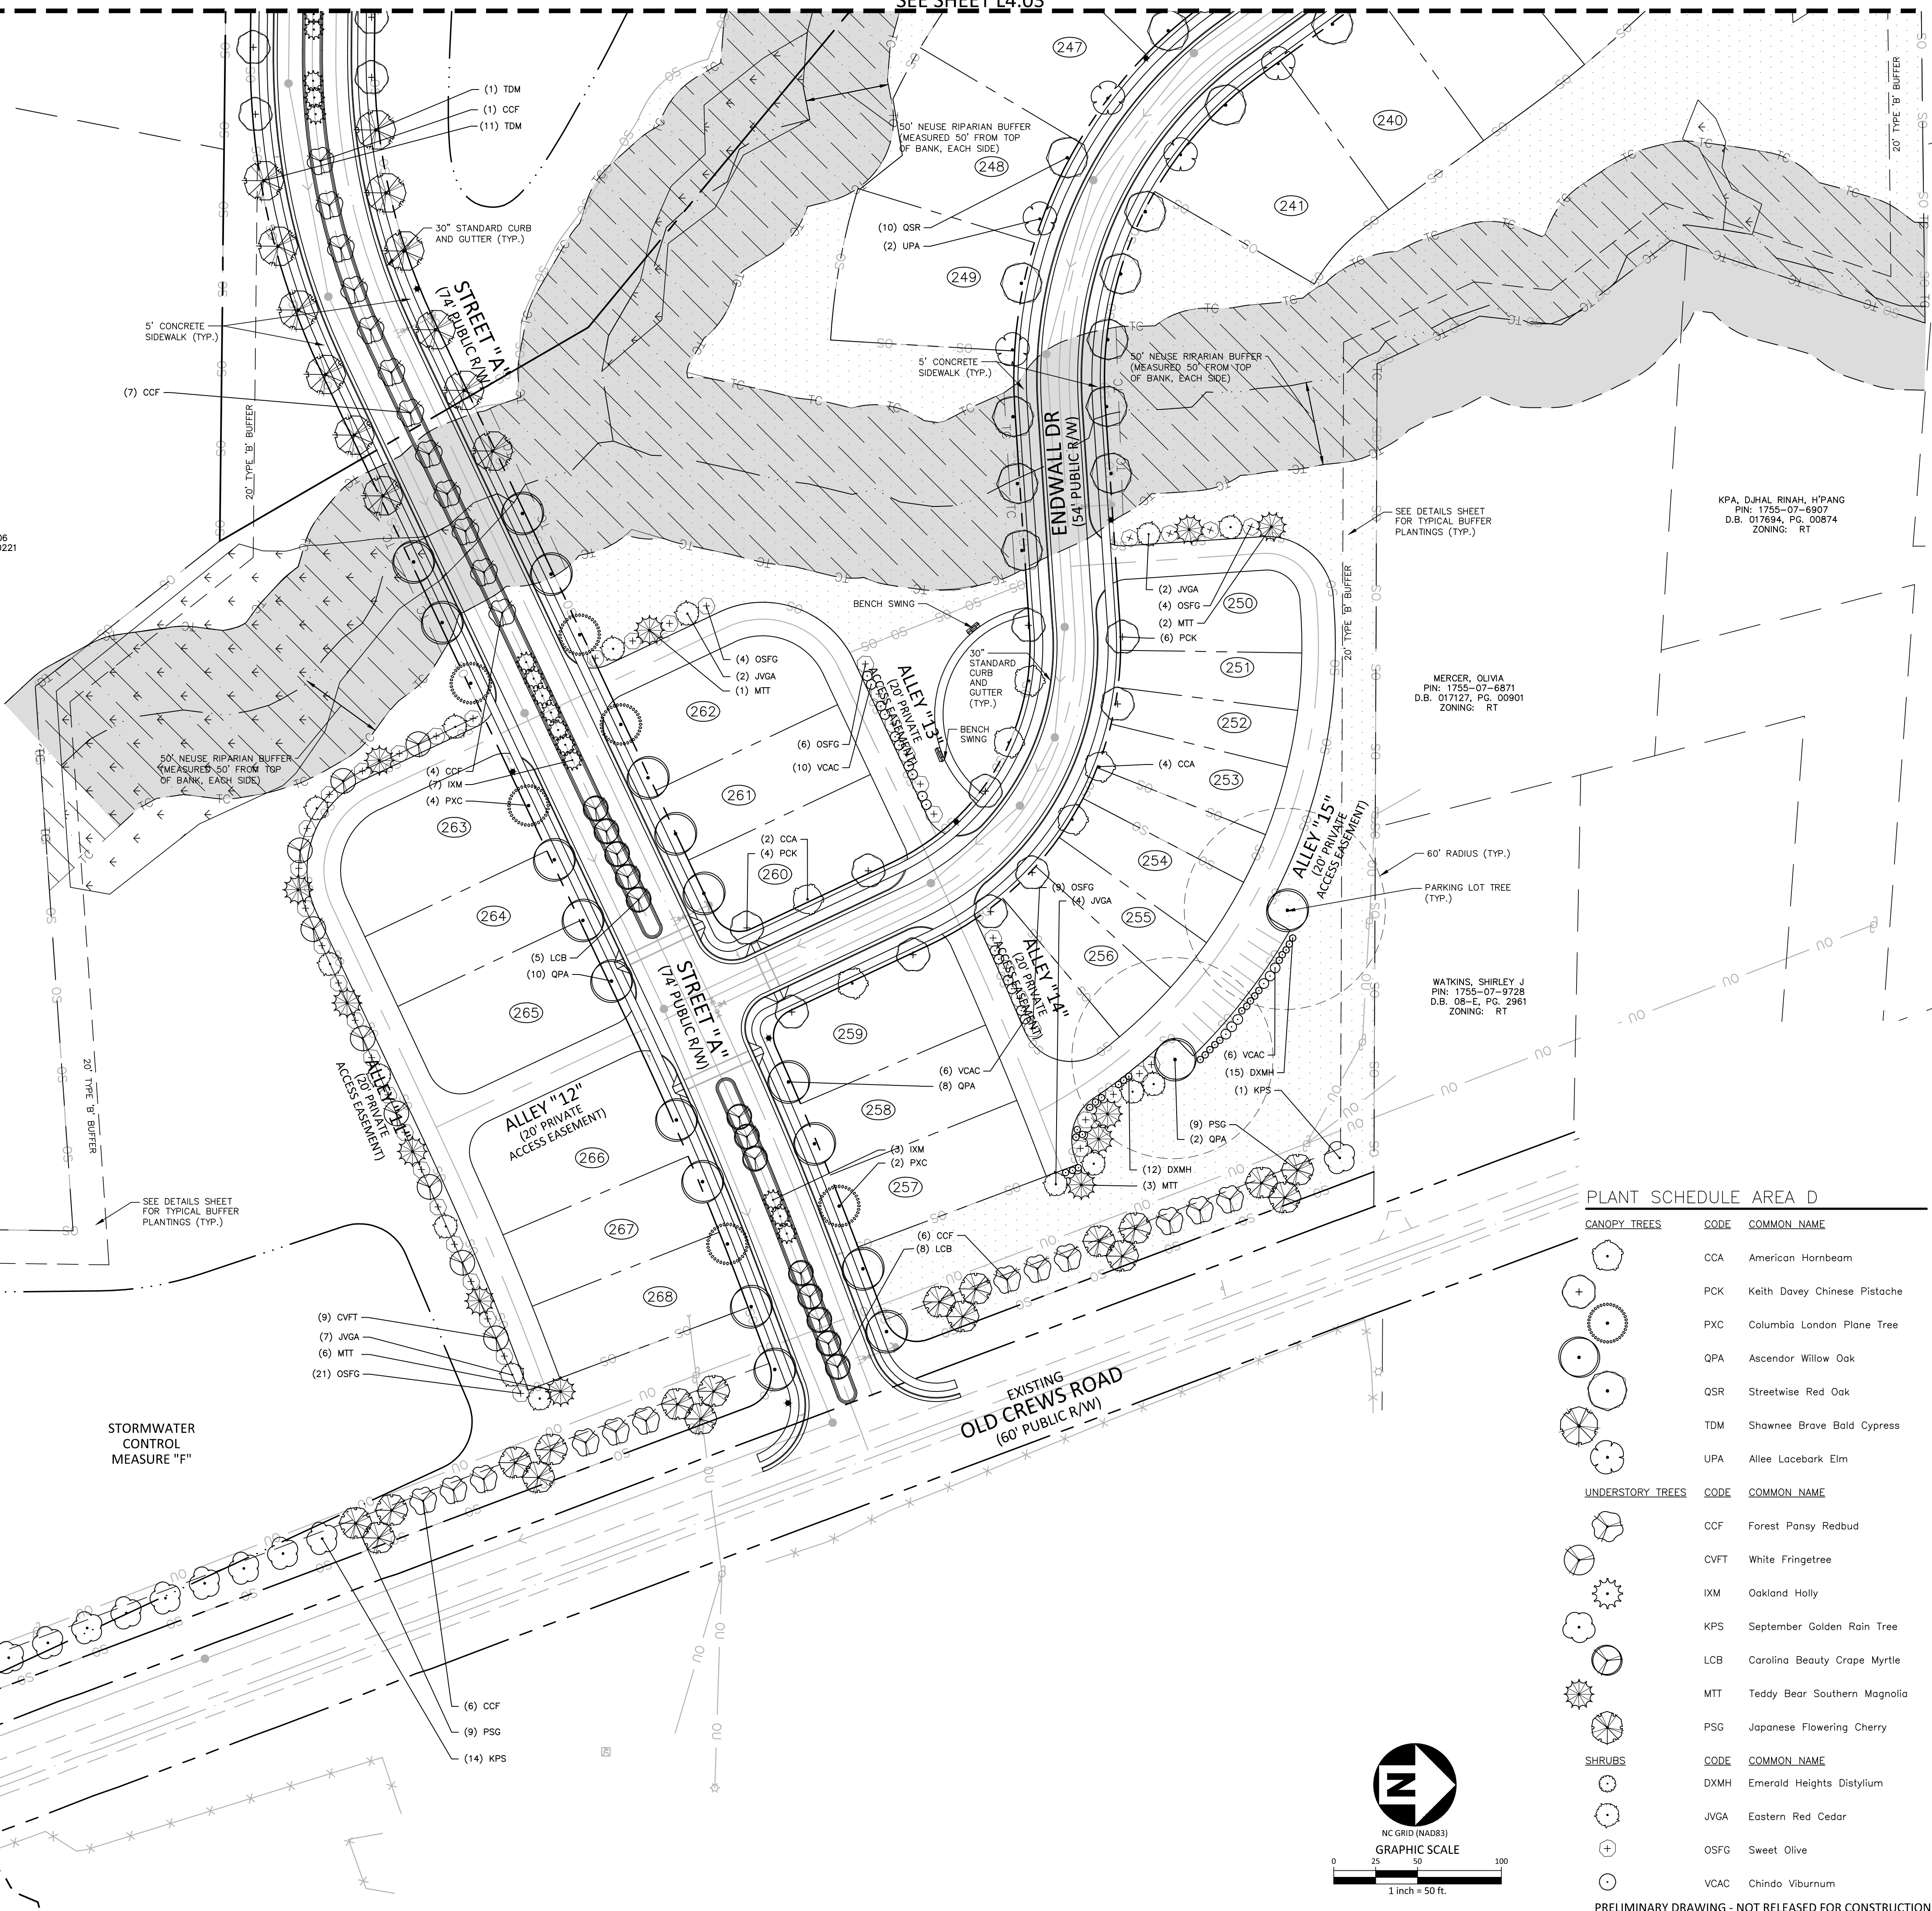 SEE SHEET L4.03
(1) TDM
(1) CCF
(11) TDM
30" STANDARD CURB
AND GUTTER (TYP.)
STREET "A"
(74' PUBLIC R/W)
5' CONCRETE
SIDEWALK (TYP.)
(7) CCF
20' TYPE 'B' BUFFER
50' NEUSE RIPARIAN BUFFER
(MEASURED 50' FROM TOP
OF BANK, EACH SIDE)
247
248
(10) QSR
(2) UPA
249
240
241
20' TYPE 'B' BUFFER
5' CONCRETE
SIDEWALK (TYP.)
50' NEUSE RIPARIAN BUFFER
(MEASURED 50' FROM TOP
OF BANK, EACH SIDE)
ENDWALL DR
(54' PUBLIC R/W)
06
0221
SEE DETAILS SHEET
FOR TYPICAL BUFFER
PLANTINGS (TYP.)
KPA, DJHAL RINAH, H'PANG
PIN: 1755-07-6907
D.B. 017694, PG. 00874
ZONING: RT
BENCH SWING
(2) JVGA
(4) OSFG
(2) MTT
(6) PCK
250
20' TYPE 'B' BUFFER
(4) OSFG
(2) JVGA
(1) MTT
262
ALLEY "13"
(20' PRIVATE
ACCESS EASEMENT)
30"
STANDARD
CURB
AND
GUTTER
(TYP.)
251
MERCER, OLIVIA
PIN: 1755-07-6871
D.B. 017127, PG. 00901
ZONING: RT
252
(6) OSFG
(10) VCAC
BENCH
SWING
(4) CCA
253
50' NEUSE RIPARIAN BUFFER
(MEASURED 50' FROM TOP
OF BANK, EACH SIDE)
(4) CCF
(7) IXM
(4) PXC
263
261
ALLEY "15"
(20' PRIVATE
ACCESS EASEMENT)
(2) CCA
(4) PCK
260
254
60' RADIUS (TYP.)
(9) OSFG
(4) JVGA
PARKING LOT TREE
(TYP.)
264
255
256
(5) LCB
(10) QPA
STREET "A"
(74' PUBLIC R/W)
ALLEY "14"
(20' PRIVATE
ACCESS EASEMENT)
WATKINS, SHIRLEY J
PIN: 1755-07-9728
D.B. 08-E, PG. 2961
ZONING: RT
265
259
(6) VCAC
(15) DXMH
(1) KPS
(6) VCAC
(8) QPA
ALLEY "11"
(20' PRIVATE
ACCESS EASEMENT)
ALLEY "12"
(20' PRIVATE
ACCESS EASEMENT)
258
20' TYPE 'B' BUFFER
(9) PSG
(2) QPA
266
(3) IXM
(2) PXC
257
(12) DXMH
(3) MTT
SEE DETAILS SHEET
FOR TYPICAL BUFFER
PLANTINGS (TYP.)
267
(6) CCF
(8) LCB
268
(9) CVFT
(7) JVGA
(6) MTT
(21) OSFG
EXISTING
OLD CREWS ROAD
(60' PUBLIC R/W)
STORMWATER
CONTROL
MEASURE "F"
(6) CCF
(9) PSG
(14) KPS
PLANT SCHEDULE AREA D
CANOPY TREES CODE COMMON NAME
CCA American Hornbeam
PCK Keith Davey Chinese Pistache
PXC Columbia London Plane Tree
QPA Ascendor Willow Oak
QSR Streetwise Red Oak
TDM Shawnee Brave Bald Cypress
UPA Allee Lacebark Elm
UNDERSTORY TREES CODE COMMON NAME
CCF Forest Pansy Redbud
CVFT White Fringetree
IXM Oakland Holly
KPS September Golden Rain Tree
LCB Carolina Beauty Crape Myrtle
MTT Teddy Bear Southern Magnolia
PSG Japanese Flowering Cherry
SHRUBS CODE COMMON NAME
DXMH Emerald Heights Distylium
JVGA Eastern Red Cedar
OSFG Sweet Olive
VCAC Chindo Viburnum
N
NC GRID (NAD83)
GRAPHIC SCALE
0 25 50 100
1 inch = 50 ft.
PRELIMINARY DRAWING - NOT RELEASED FOR CONSTRUCTION